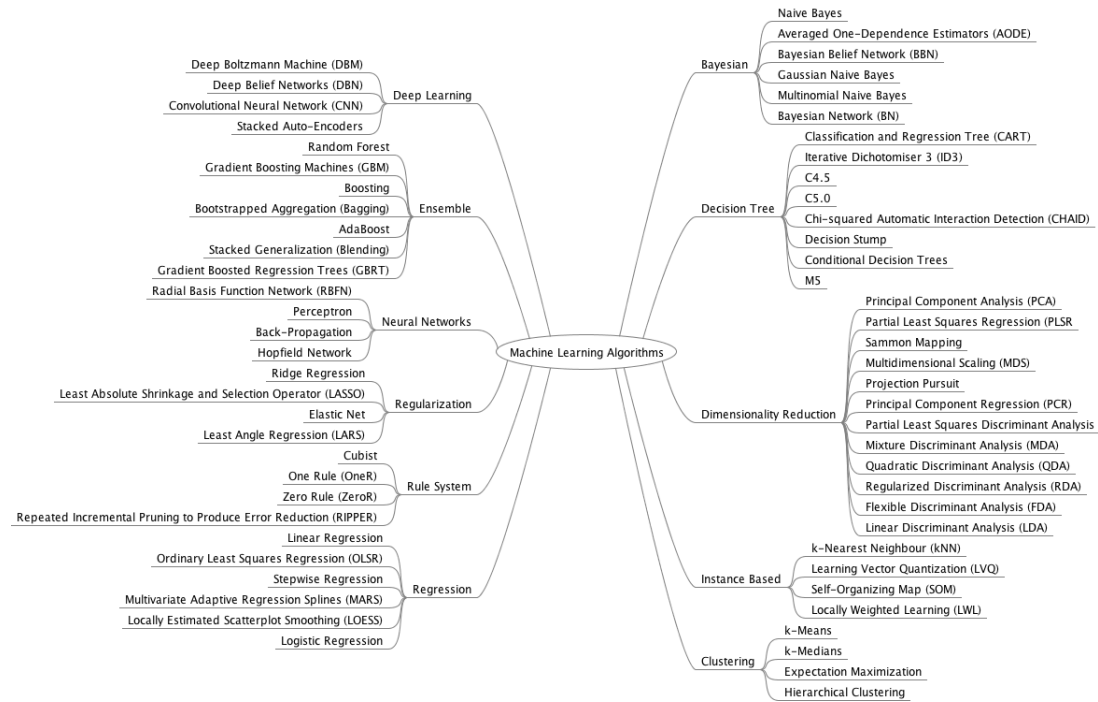 Machine Learning Algorithms
Deep Learning
Deep Boltzmann Machine (DBM)
Deep Belief Networks (DBN)
Convolutional Neural Network (CNN)
Stacked Auto-Encoders
Ensemble
Random Forest
Gradient Boosting Machines (GBM)
Boosting
Bootstrapped Aggregation (Bagging)
AdaBoost
Stacked Generalization (Blending)
Gradient Boosted Regression Trees (GBRT)
Neural Networks
Radial Basis Function Network (RBFN)
Perceptron
Back-Propagation
Hopfield Network
Regularization
Ridge Regression
Least Absolute Shrinkage and Selection Operator (LASSO)
Elastic Net
Least Angle Regression (LARS)
Rule System
Cubist
One Rule (OneR)
Zero Rule (ZeroR)
Repeated Incremental Pruning to Produce Error Reduction (RIPPER)
Regression
Linear Regression
Ordinary Least Squares Regression (OLSR)
Stepwise Regression
Multivariate Adaptive Regression Splines (MARS)
Locally Estimated Scatterplot Smoothing (LOESS)
Logistic Regression
Bayesian
Naive Bayes
Averaged One-Dependence Estimators (AODE)
Bayesian Belief Network (BBN)
Gaussian Naive Bayes
Multinomial Naive Bayes
Bayesian Network (BN)
Decision Tree
Classification and Regression Tree (CART)
Iterative Dichotomiser 3 (ID3)
C4.5
C5.0
Chi-squared Automatic Interaction Detection (CHAID)
Decision Stump
Conditional Decision Trees
M5
Dimensionality Reduction
Principal Component Analysis (PCA)
Partial Least Squares Regression (PLSR
Sammon Mapping
Multidimensional Scaling (MDS)
Projection Pursuit
Principal Component Regression (PCR)
Partial Least Squares Discriminant Analysis
Mixture Discriminant Analysis (MDA)
Quadratic Discriminant Analysis (QDA)
Regularized Discriminant Analysis (RDA)
Flexible Discriminant Analysis (FDA)
Linear Discriminant Analysis (LDA)
Instance Based
k-Nearest Neighbour (kNN)
Learning Vector Quantization (LVQ)
Self-Organizing Map (SOM)
Locally Weighted Learning (LWL)
Clustering
k-Means
k-Medians
Expectation Maximization
Hierarchical Clustering